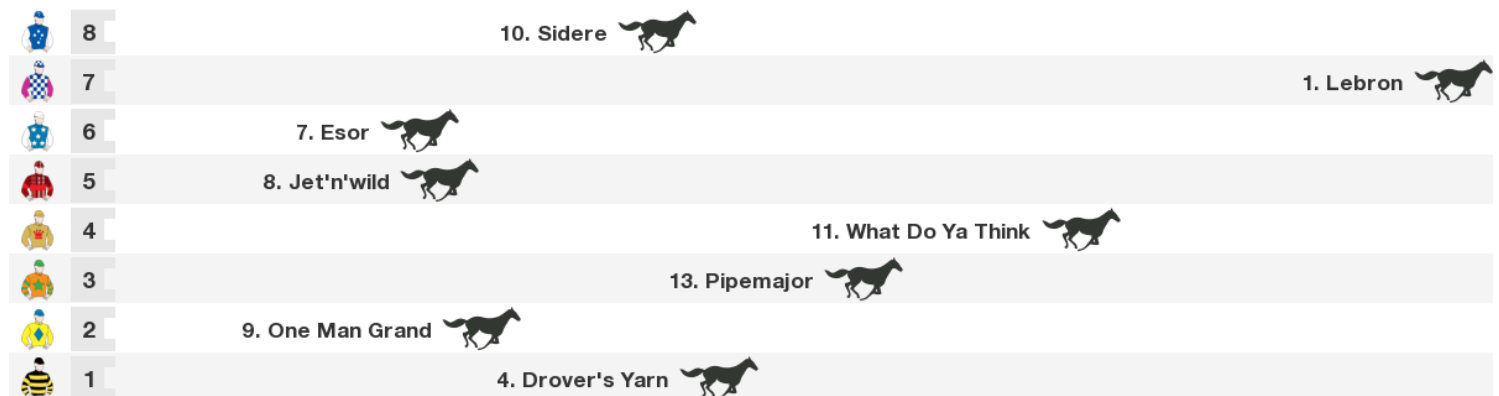 8 10. Sidere
7 1. Lebron
6 7. Esor
5 8. Jet'n'wild
4 11. What Do Ya Think
3 13. Pipemajor
2 9. One Man Grand
1 4. Drover's Yarn